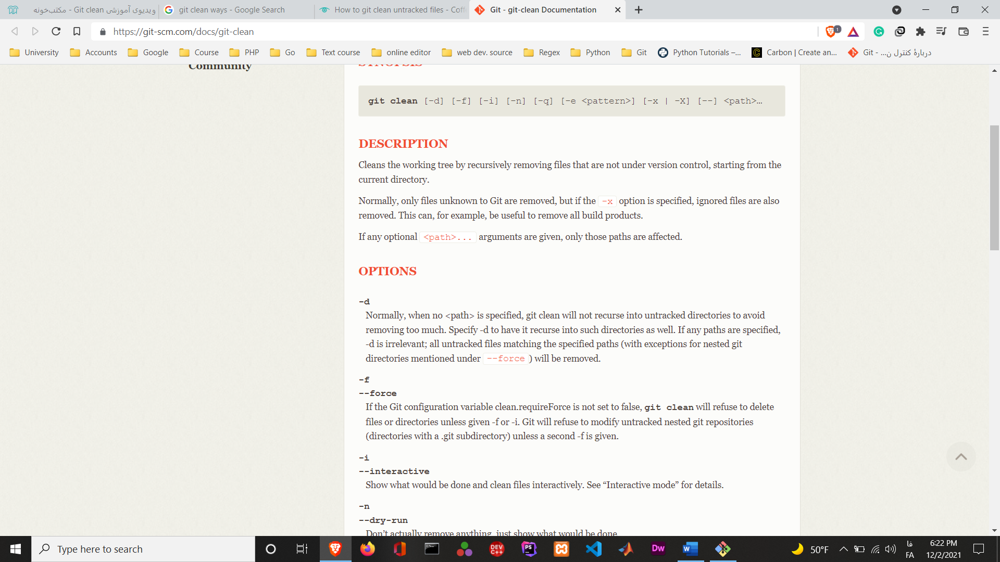 ویدیوی آموزشی Git clean - مکتب‌خونه
git clean ways - Google Search
How to git clean untracked files - Coff
Git - git-clean Documentation
https://git-scm.com/docs/git-clean
1
University
Accounts
Google
Course
PHP
Go
Text course
online editor
web dev. source
Regex
Python
Git
Python Tutorials –...
Carbon | Create an...
Git - ...دربارهٔ کنترل ن
Community
SYNOPSIS
git clean [-d] [-f] [-i] [-n] [-q] [-e <pattern>] [-x | -X] [--] <path>…
DESCRIPTION
Cleans the working tree by recursively removing files that are not under version control, starting from the
current directory.
Normally, only files unknown to Git are removed, but if the -x option is specified, ignored files are also
removed. This can, for example, be useful to remove all build products.
If any optional <path>... arguments are given, only those paths are affected.
OPTIONS
-d
Normally, when no <path> is specified, git clean will not recurse into untracked directories to avoid
removing too much. Specify -d to have it recurse into such directories as well. If any paths are specified,
-d is irrelevant; all untracked files matching the specified paths (with exceptions for nested git
directories mentioned under --force) will be removed.
-f
--force
If the Git configuration variable clean.requireForce is not set to false, git clean will refuse to delete
files or directories unless given -f or -i. Git will refuse to modify untracked nested git repositories
(directories with a .git subdirectory) unless a second -f is given.
-i
--interactive
Show what would be done and clean files interactively. See “Interactive mode” for details.
-n
--dry-run
Don’t actually remove anything, just show what would be done
Type here to search
DEV C++
PS
Dw
W
50°F
فا
FA
6:22 PM
12/2/2021